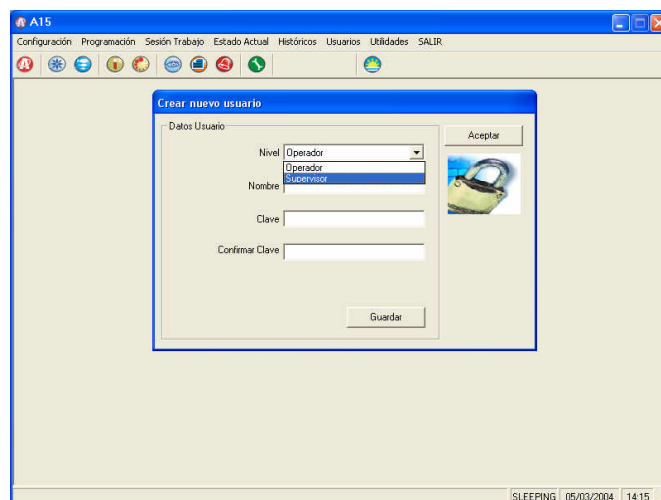 A15
Configuración Programación Sesión Trabajo Estado Actual Históricos Usuarios Utilidades SALIR
Crear nuevo usuario
Datos Usuario
Aceptar
Nivel Operador
Operador
Supervisor
Nombre
Clave
Confirmar Clave
Guardar
SLEEPING 05/03/2004 14:15